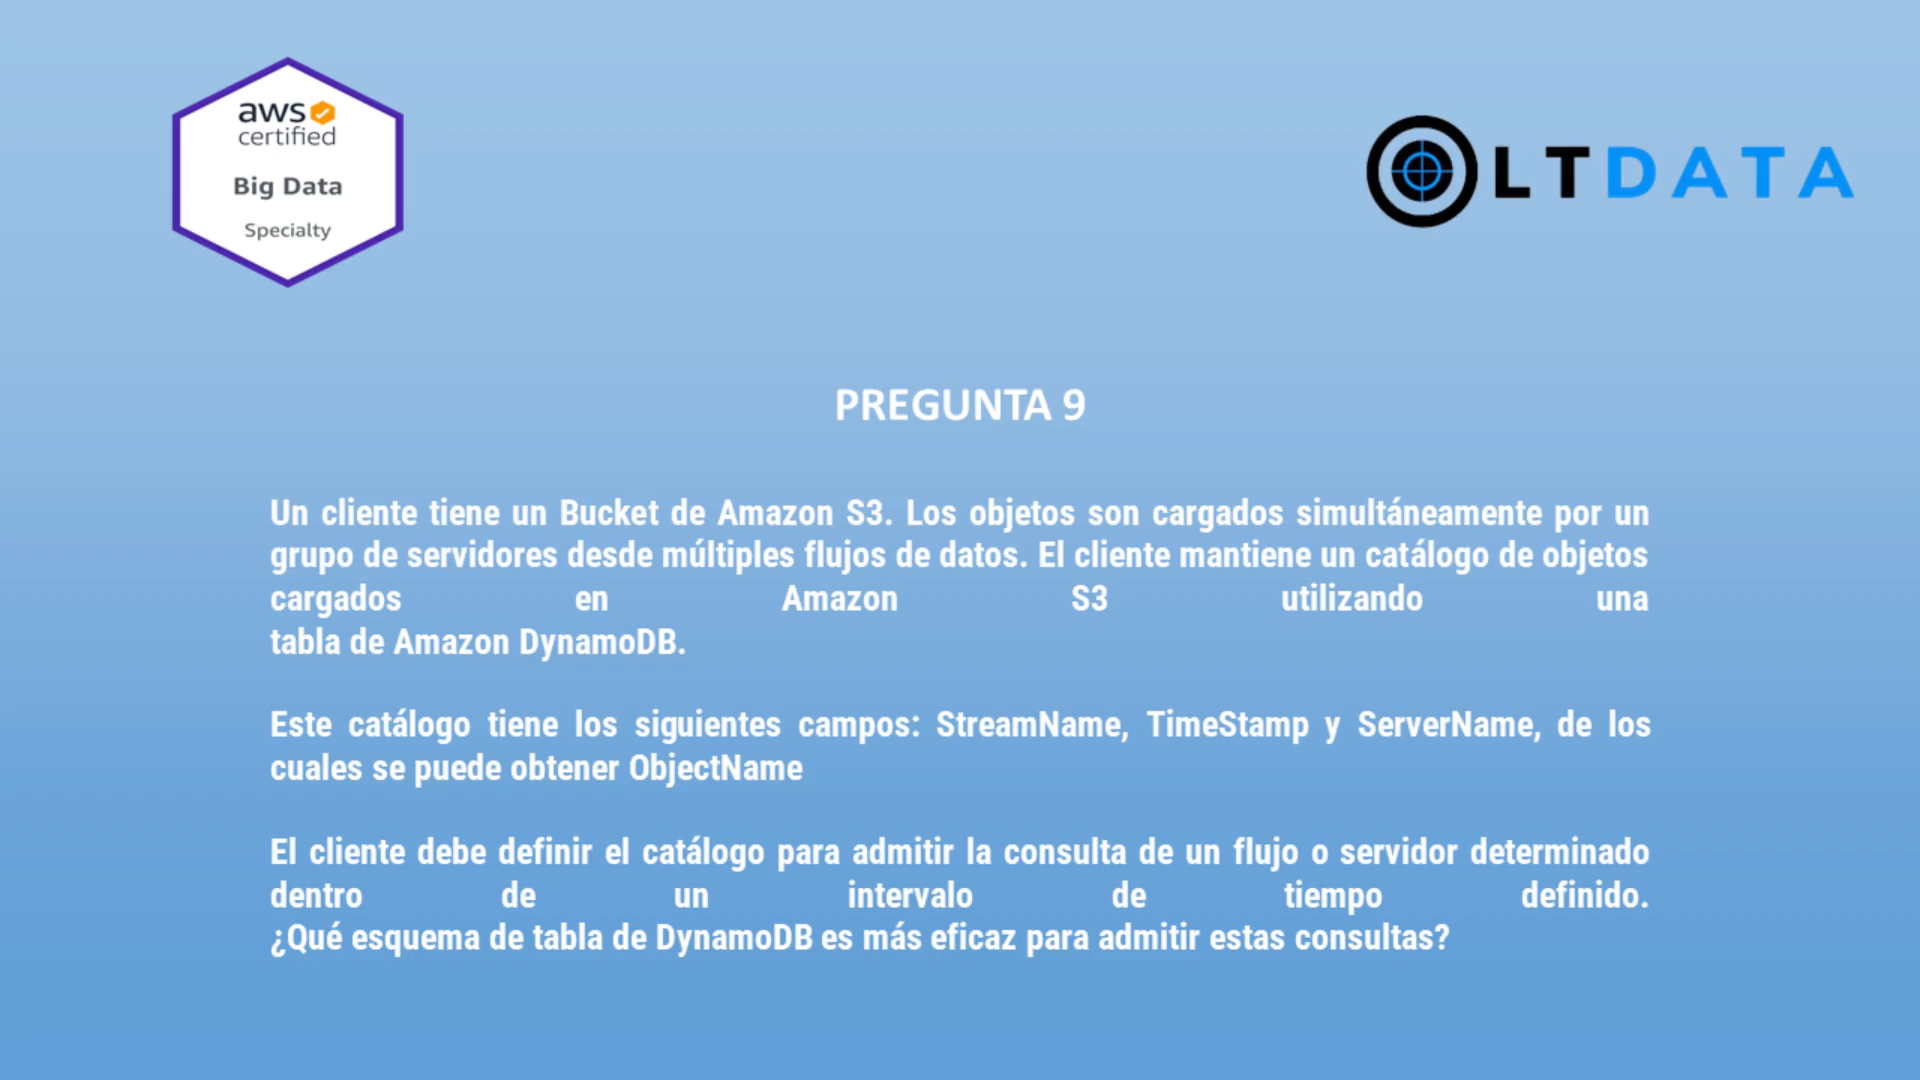 aws
certified
Big Data
Specialty
LTDATA
PREGUNTA 9
Un cliente tiene un Bucket de Amazon S3. Los objetos son cargados simultáneamente por un
grupo de servidores desde múltiples flujos de datos. El cliente mantiene un catálogo de objetos
cargados en Amazon S3 utilizando una
tabla de Amazon DynamoDB.
Este catálogo tiene los siguientes campos: StreamName, TimeStamp y ServerName, de los
cuales se puede obtener ObjectName
El cliente debe definir el catálogo para admitir la consulta de un flujo o servidor determinado
dentro de un intervalo de tiempo definido.
¿Qué esquema de tabla de DynamoDB es más eficaz para admitir estas consultas?